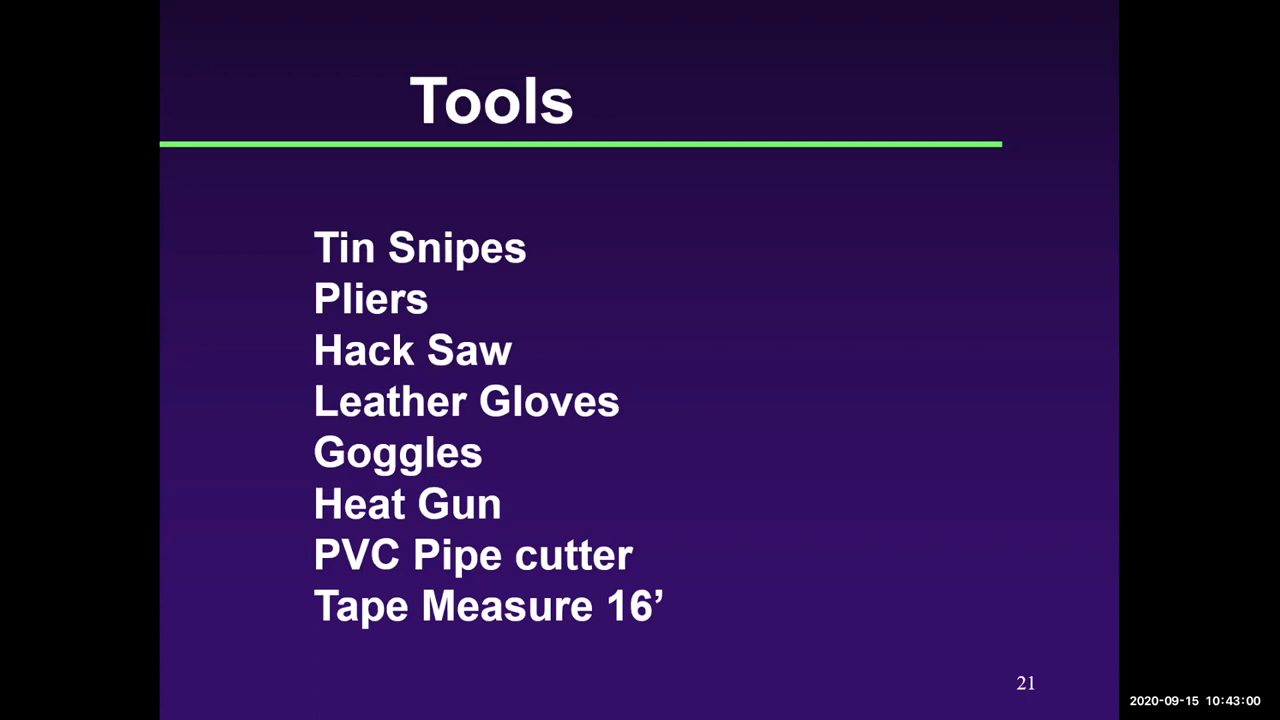 Tools
Tin Snipes
Pliers
Hack Saw
Leather Gloves
Goggles
Heat Gun
PVC Pipe cutter
Tape Measure 16’
21
2020-09-15 10:43:00